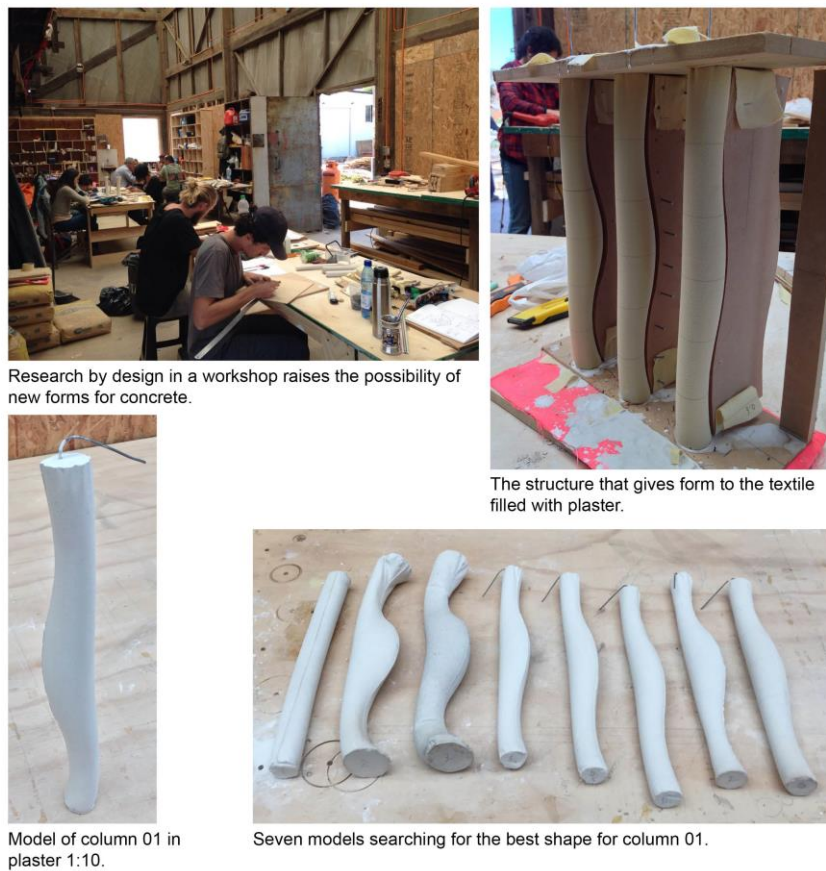 Research by design in a workshop raises the possibility of
new forms for concrete.
The structure that gives form to the textile
filled with plaster.
Model of column 01 in
plaster 1:10.
Seven models searching for the best shape for column 01.